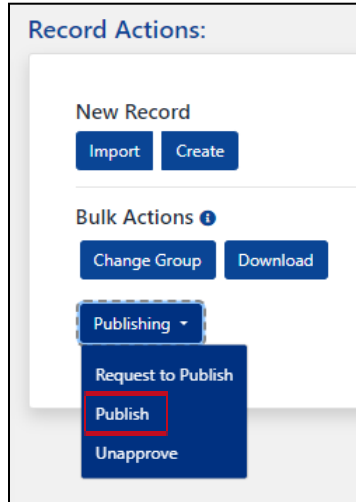 Record Actions:
New Record
Import Create
Bulk Actions
Change Group Download
Publishing
Request to Publish
Publish
Unapprove